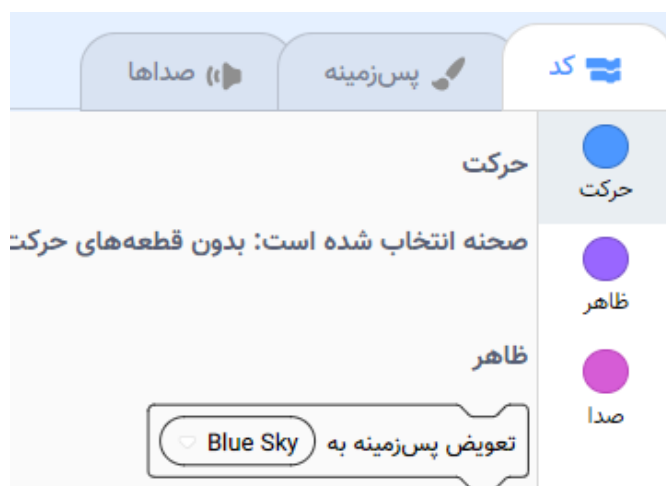 کد
پس‌زمینه
صداها
حرکت
حرکت
صحنه انتخاب شده است: بدون قطعه‌های حرکت
ظاهر
ظاهر
صدا
تعویض پس‌زمینه به Blue Sky